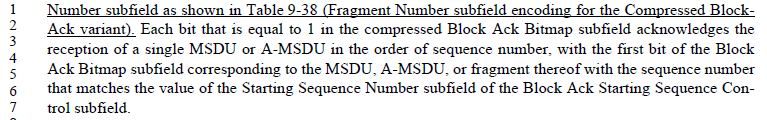 1 Number subfield as shown in Table 9-38 (Fragment Number subfield encoding for the Compressed Block-
2 Ack variant). Each bit that is equal to 1 in the compressed Block Ack Bitmap subfield acknowledges the
3 reception of a single MSDU or A-MSDU in the order of sequence number, with the first bit of the Block
4
5 Ack Bitmap subfield corresponding to the MSDU, A-MSDU, or fragment thereof with the sequence number
6 that matches the value of the Starting Sequence Number subfield of the Block Ack Starting Sequence Con-
7 trol subfield.